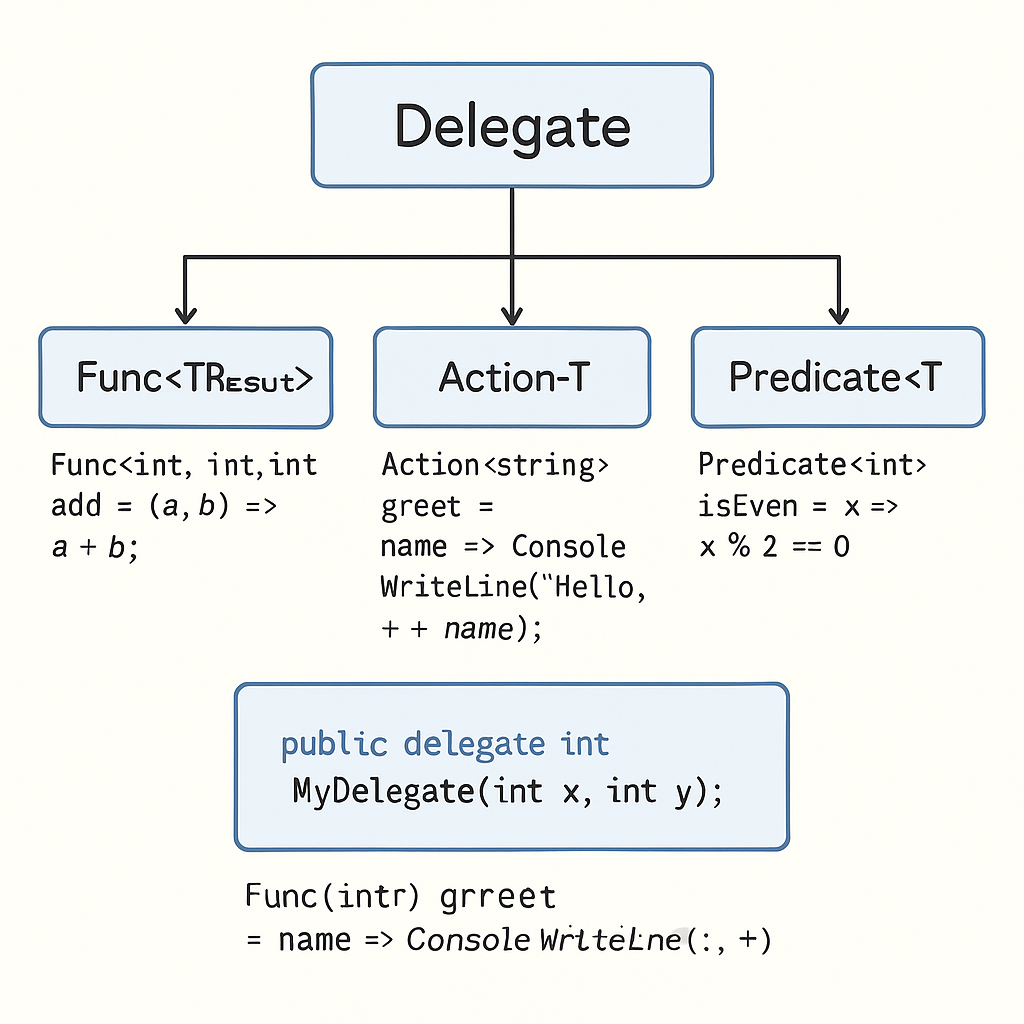 Delegate
Func<TRESUT>
Action-T
Predicate<T
Func<int, int,int
add = (a, b) =>
a + b;
Action<string>
greet =
name => Console
WriteLine("Hello,
+ + name);
Predicate<int>
isEven = x =>
x % 2 == 0
public delegate int
MyDelegate(int x, int y);
Func(intr) grreet
= name => Console WrıteLne(:, +)